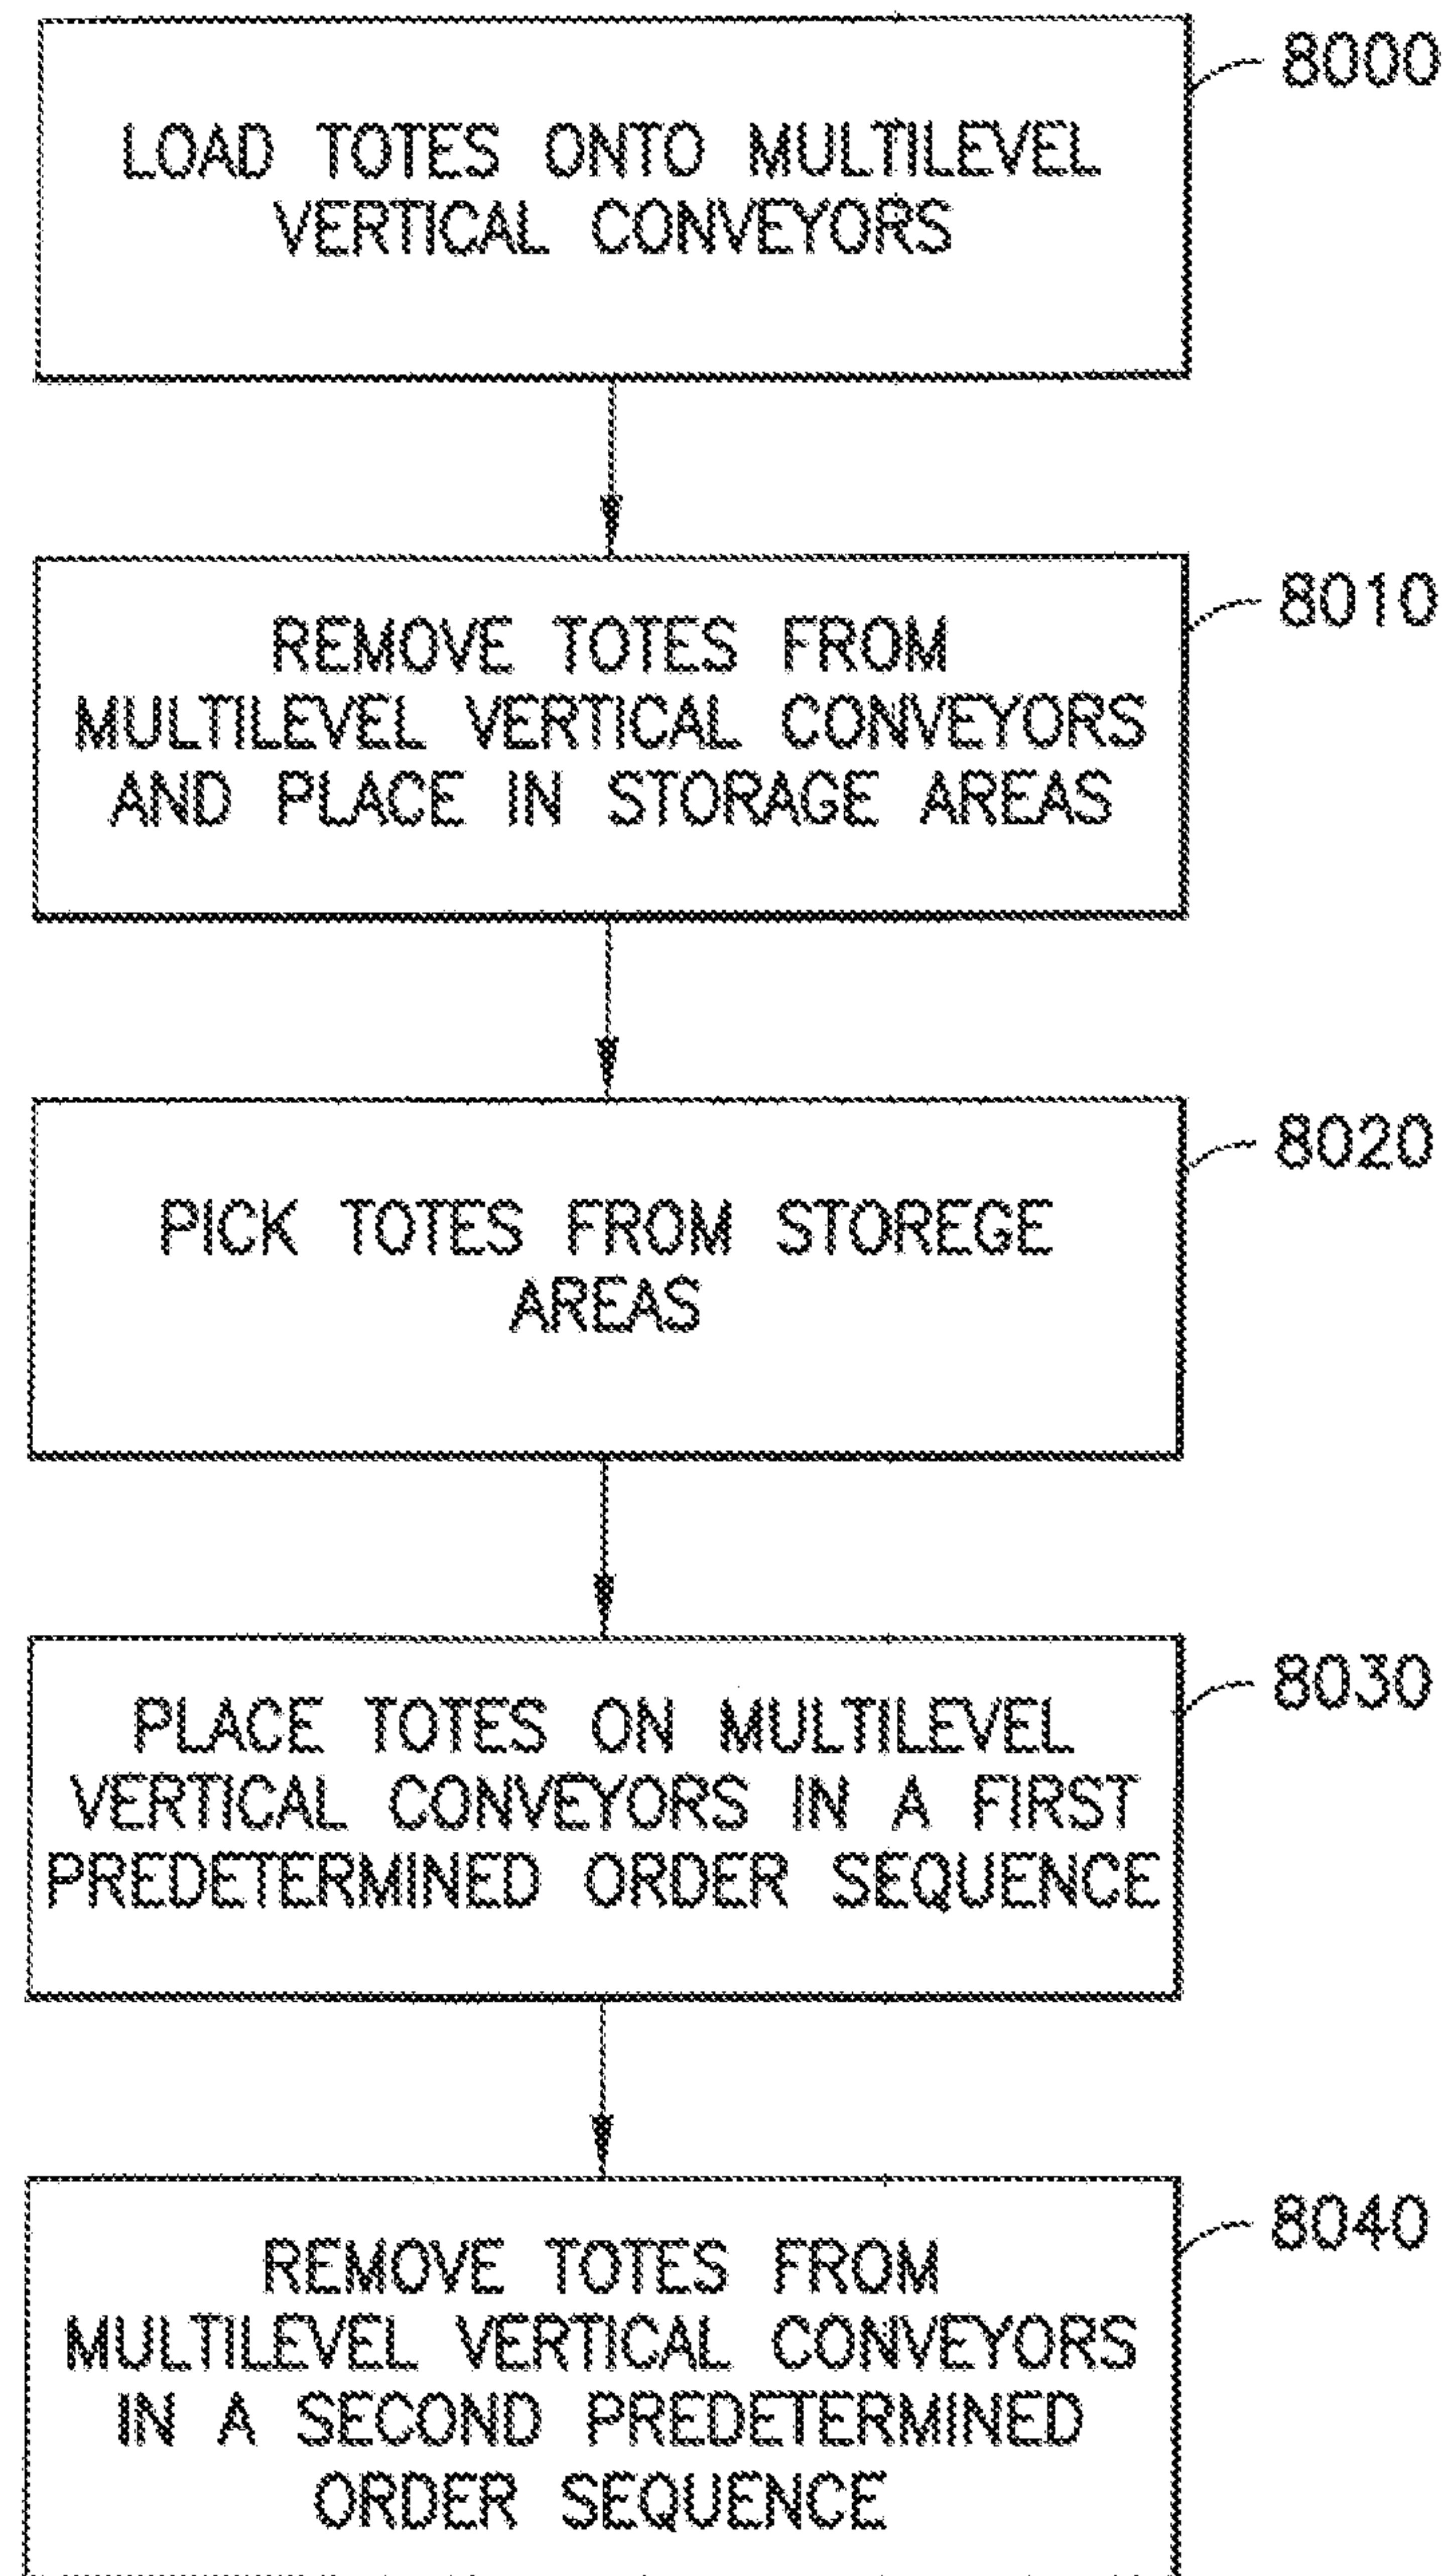 8000
LOAD TOTES ONTO MULTILEVEL
VERTICAL CONVEYORS
8010
REMOVE TOTES FROM
MULTILEVEL VERTICAL CONVEYORS
AND PLACE IN STORAGE AREAS
8020
PICK TOTES FROM STOREGE
AREAS
8030
PLACE TOTES ON MULTILEVEL
VERTICAL CONVEYORS IN A FIRST
PREDETERMINED ORDER SEQUENCE
8040
REMOVE TOTES FROM
MULTILEVEL VERTICAL CONVEYORS
IN A SECOND PREDETERMINED
ORDER SEQUENCE